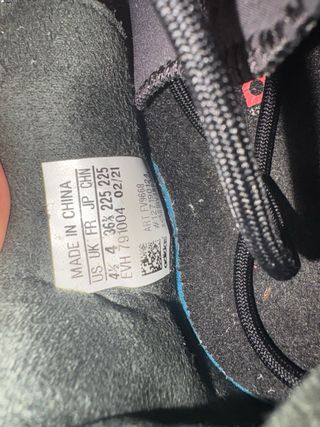 MADE IN CHINA
US UK FR JP CHN
4½ 4 36⅔ 225 225
EVH 791004 02/21
ART FV9668